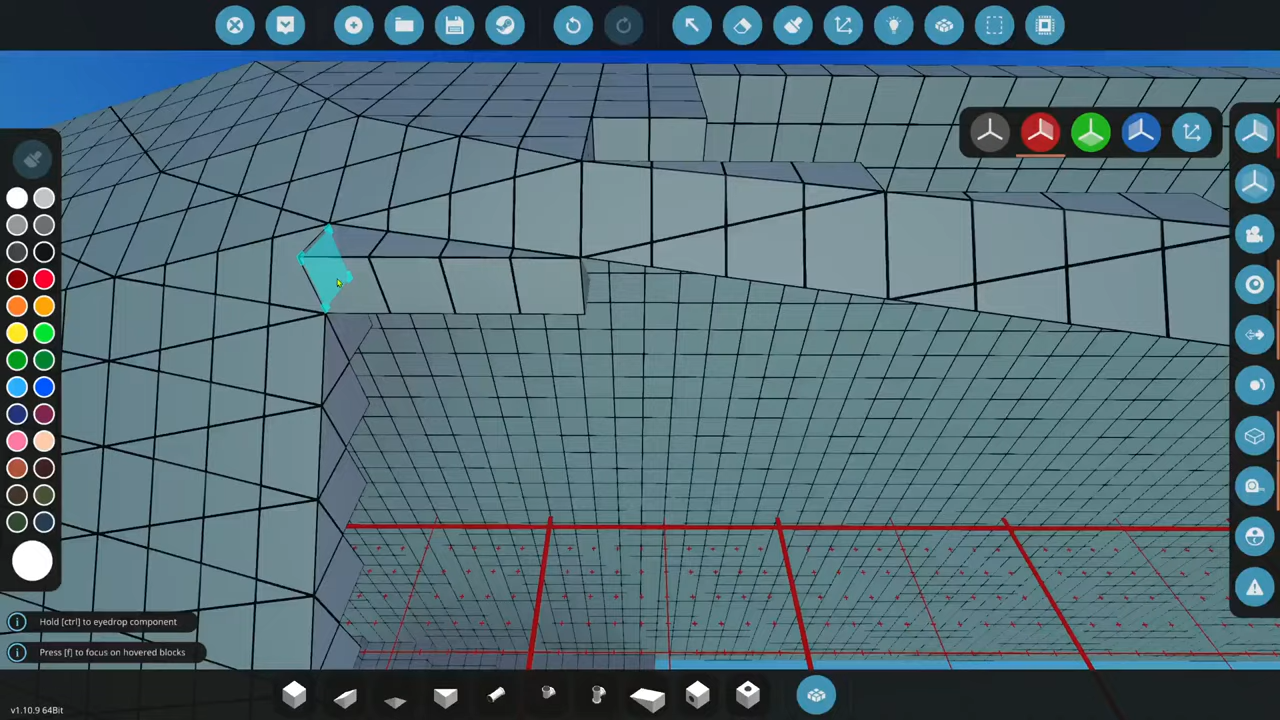 Hold [ctrl] to eyedrop component
Press [f] to focus on hovered blocks
v1.10.9 64Bit